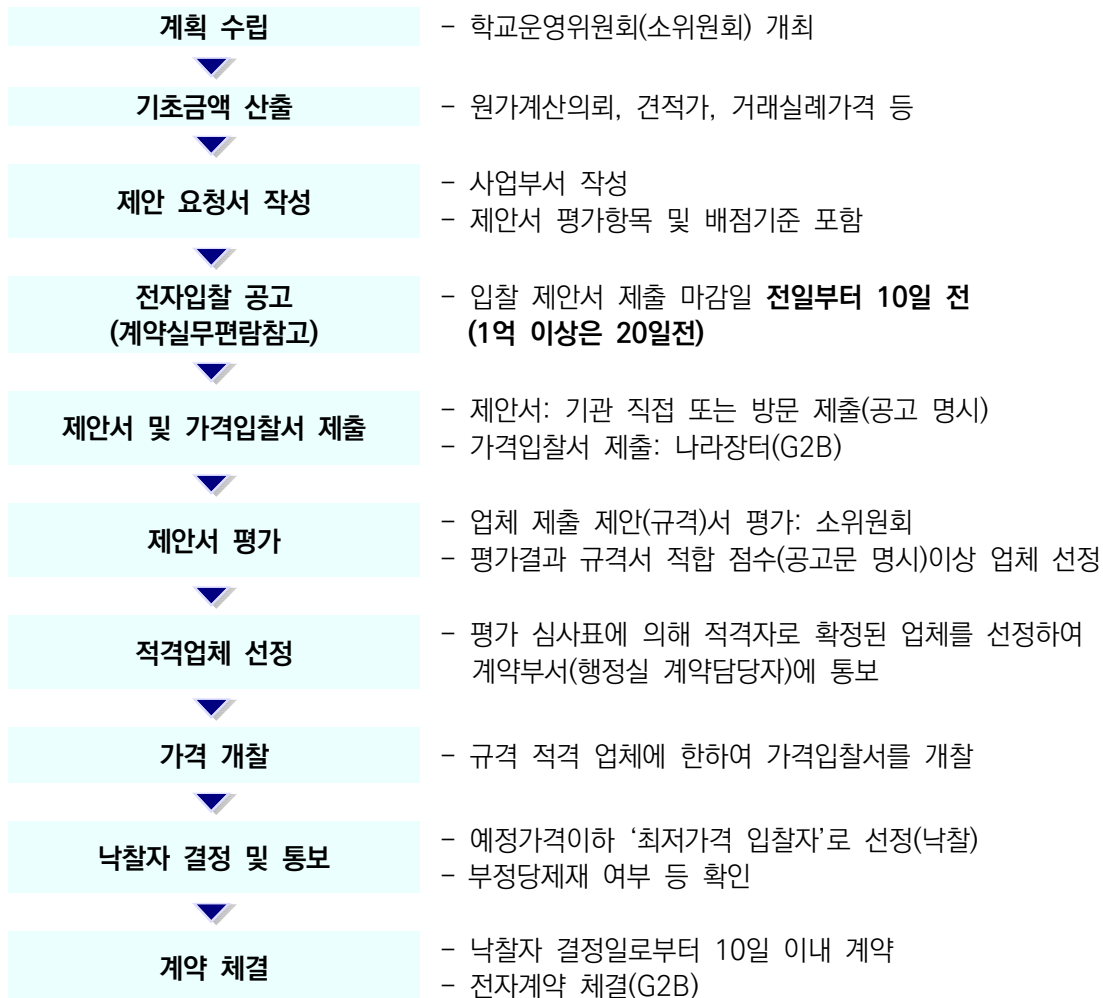 계획 수립
- 학교운영위원회(소위원회) 개최
기초금액 산출
- 원가계산의뢰, 견적가, 거래실례가격 등
제안 요청서 작성
- 사업부서 작성
- 제안서 평가항목 및 배점기준 포함
전자입찰 공고
(계약실무편람참고)
- 입찰 제안서 제출 마감일 전일부터 10일 전
(1억 이상은 20일전)
제안서 및 가격입찰서 제출
- 제안서: 기관 직접 또는 방문 제출(공고 명시)
- 가격입찰서 제출: 나라장터(G2B)
제안서 평가
- 업체 제출 제안(규격)서 평가: 소위원회
- 평가결과 규격서 적합 점수(공고문 명시)이상 업체 선정
적격업체 선정
- 평가 심사표에 의해 적격자로 확정된 업체를 선정하여
계약부서(행정실 계약담당자)에 통보
가격 개찰
- 규격 적격 업체에 한하여 가격입찰서를 개찰
낙찰자 결정 및 통보
- 예정가격이하 ‘최저가격 입찰자’로 선정(낙찰)
- 부정당제재 여부 등 확인
계약 체결
- 낙찰자 결정일로부터 10일 이내 계약
- 전자계약 체결(G2B)